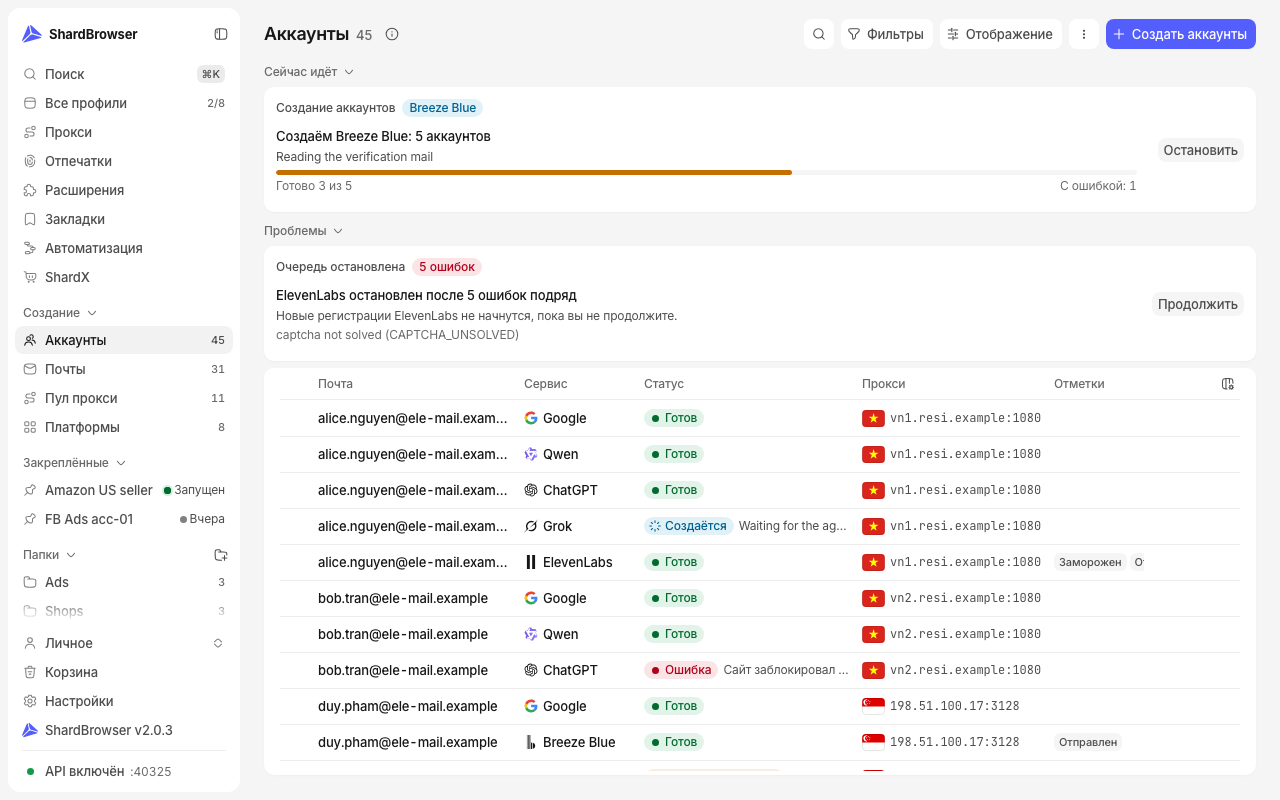 ShardBrowser
Поиск ⌘K
Все профили 2/8
Прокси
Отпечатки
Расширения
Закладки
Автоматизация
ShardX
Создание
Аккаунты 45
Почты 31
Пул прокси 11
Платформы 8
Закреплённые
Amazon US seller Запущен
FB Ads acc-01 Вчера
Папки
Ads 3
Shops 3
Личное
Корзина
Настройки
ShardBrowser v2.0.3
API включён :40325
Аккаунты 45
Фильтры
Отображение
Создать аккаунты
Сейчас идёт
Создание аккаунтов Breeze Blue
Создаём Breeze Blue: 5 аккаунтов
Reading the verification mail
Остановить
Готово 3 из 5 С ошибкой: 1
Проблемы
Очередь остановлена 5 ошибок
ElevenLabs остановлен после 5 ошибок подряд
Новые регистрации ElevenLabs не начнутся, пока вы не продолжите.
captcha not solved (CAPTCHA_UNSOLVED)
Продолжить
Почта Сервис Статус Прокси Отметки
alice.nguyen@ele-mail.exam... Google Готов vn1.resi.example:1080
alice.nguyen@ele-mail.exam... Qwen Готов vn1.resi.example:1080
alice.nguyen@ele-mail.exam... ChatGPT Готов vn1.resi.example:1080
alice.nguyen@ele-mail.exam... Grok Создаётся Waiting for the ag... vn1.resi.example:1080
alice.nguyen@ele-mail.exam... ElevenLabs Готов vn1.resi.example:1080 Заморожен
bob.tran@ele-mail.example Google Готов vn2.resi.example:1080
bob.tran@ele-mail.example Qwen Готов vn2.resi.example:1080
bob.tran@ele-mail.example ChatGPT Ошибка Сайт заблокировал ... vn2.resi.example:1080
duy.pham@ele-mail.example Google Готов 198.51.100.17:3128
duy.pham@ele-mail.example Breeze Blue Готов 198.51.100.17:3128 Отправлен